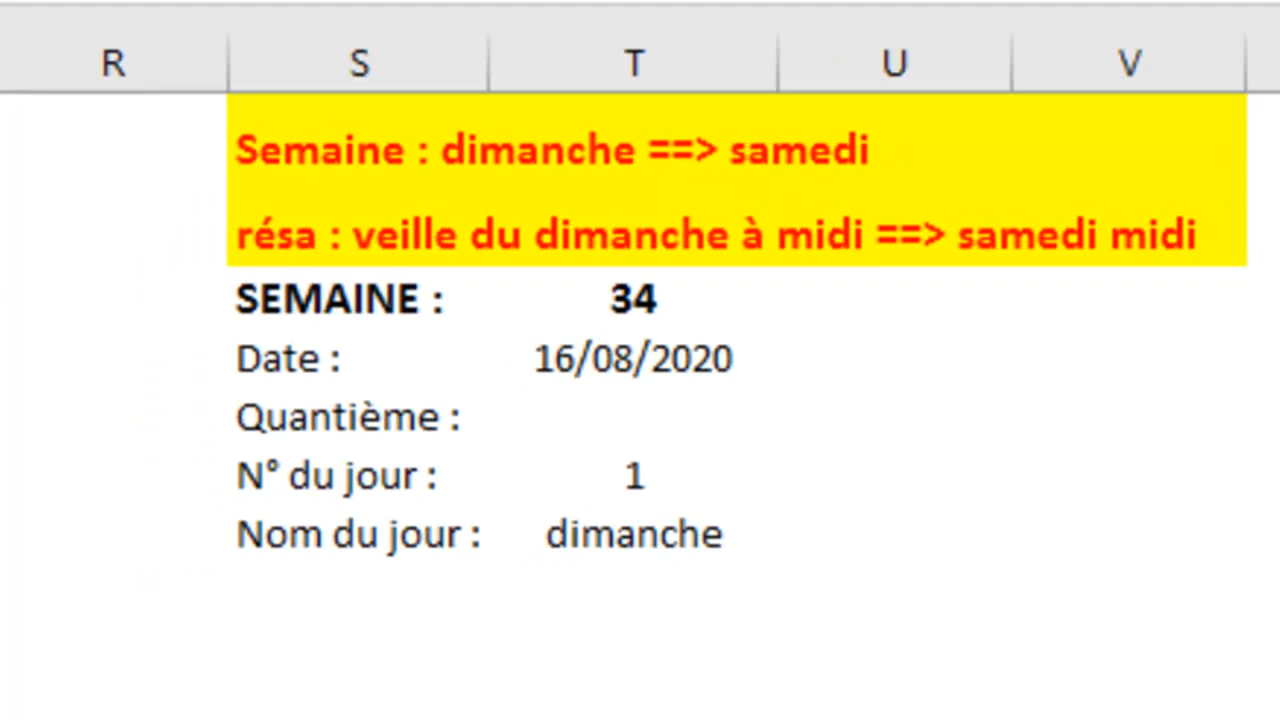 R S T U V
Semaine : dimanche ==> samedi
résa : veille du dimanche à midi ==> samedi midi
SEMAINE : 34
Date : 16/08/2020
Quantième :
N° du jour : 1
Nom du jour : dimanche